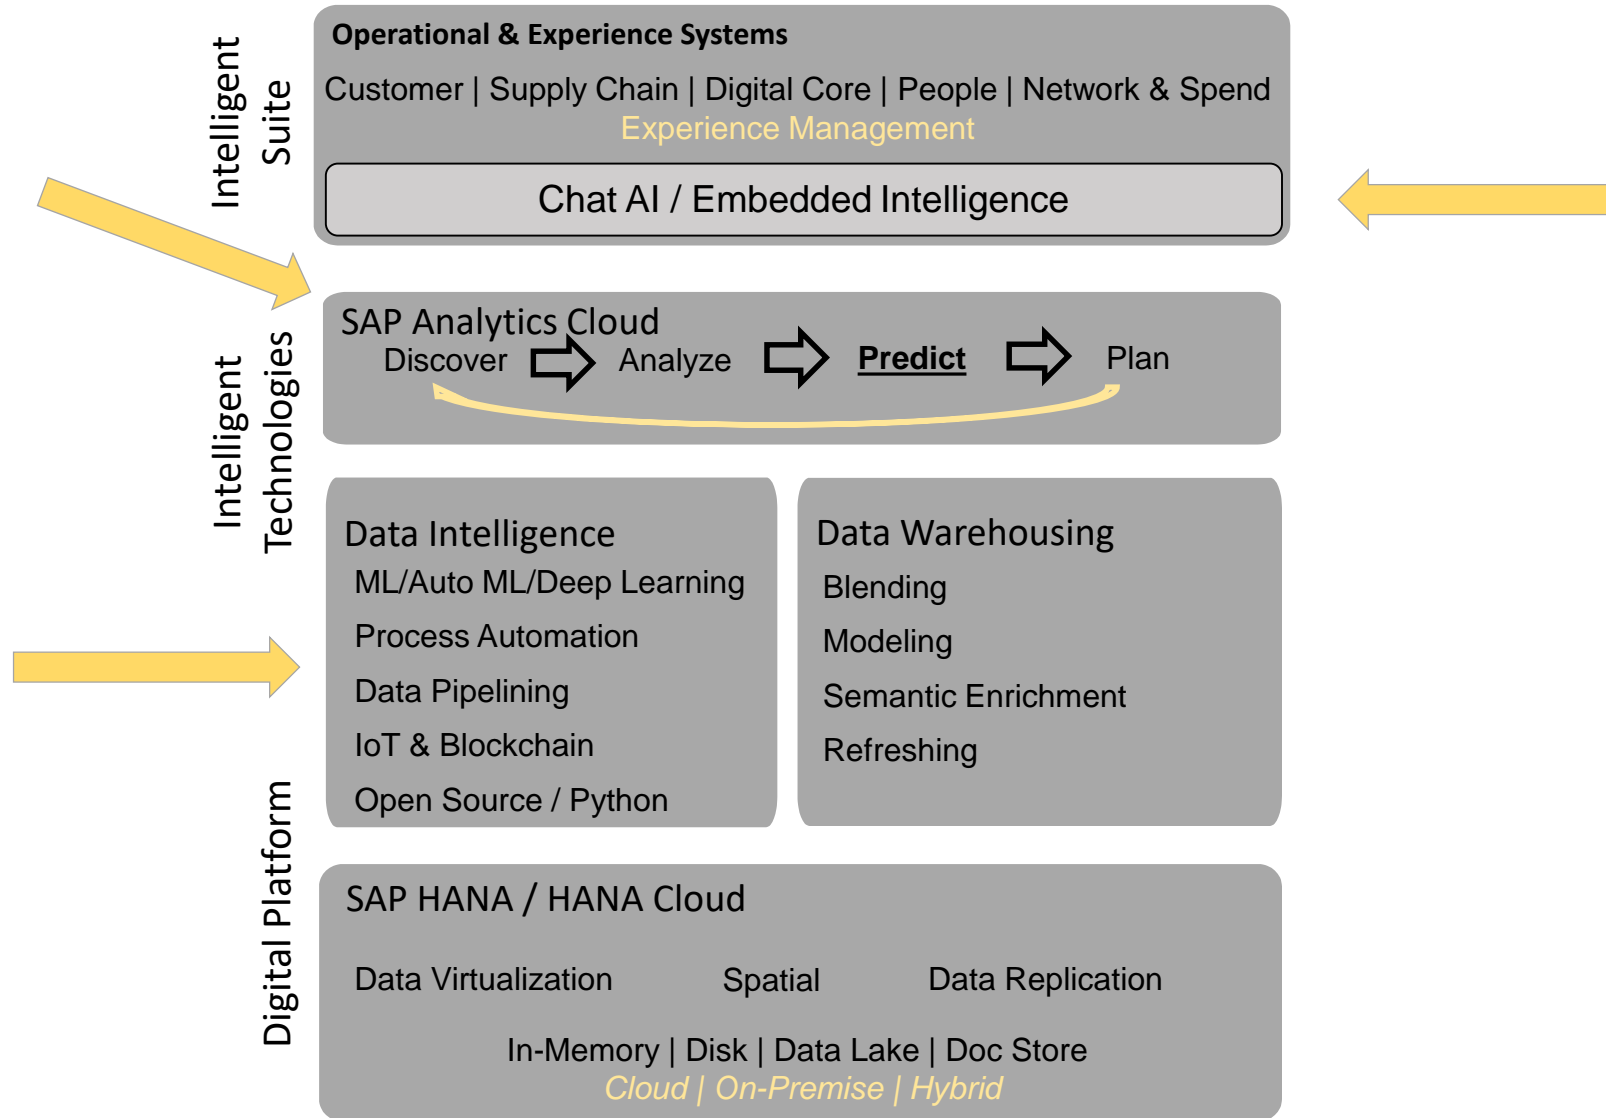 Intelligent
Suite
Operational & Experience Systems
Customer | Supply Chain | Digital Core | People | Network & Spend
Experience Management
Chat AI / Embedded Intelligence
Intelligent
Technologies
SAP Analytics Cloud
Discover
Analyze
Predict
Plan
Data Intelligence
ML/Auto ML/Deep Learning
Process Automation
Data Pipelining
IoT & Blockchain
Open Source / Python
Data Warehousing
Blending
Modeling
Semantic Enrichment
Refreshing
Digital Platform
SAP HANA / HANA Cloud
Data Virtualization
Spatial
Data Replication
In-Memory | Disk | Data Lake | Doc Store
Cloud | On-Premise | Hybrid